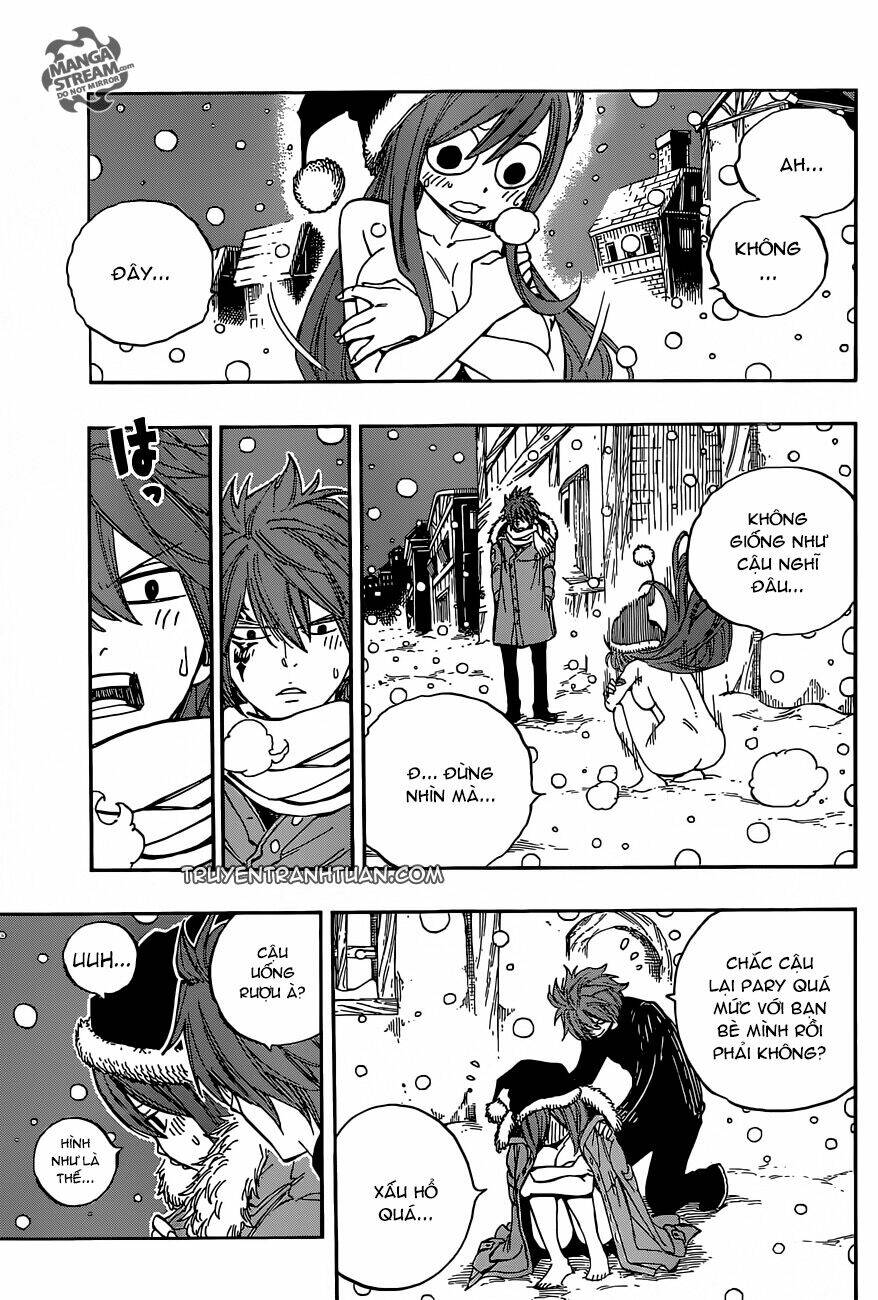 MANGA
STREAM.com
DO NOT MIRROR
AH...
KHÔNG
...
ĐÂY...
KHÔNG
GIỐNG NHƯ
CẬU NGHĨ
ĐÂU...
Đ... ĐỪNG
NHÌN MÀ...
はっ
TRUYENTRANHTUAN.COM
CHÁC CẬU
LẠI PARY QUÁ
MỨC VỚI BẠN
BÈ MÌNH RỒI
PHẢI KHÔNG?
XẤU HỔ
QUÁ...
CẬU
UỐNG
RƯỢU À?
UUH...
HÌNH
NHƯ LÀ
THẾ...